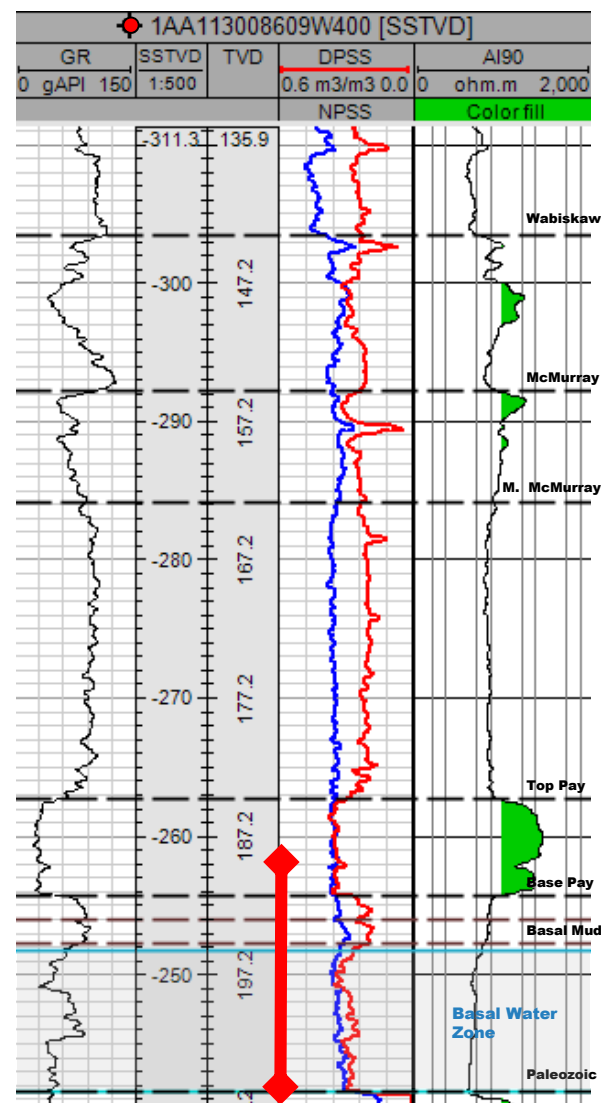 1AA113008609W400 [SSTVD]
GR SSTVD TVD DPSS AI90
0 gAPI 150 1:500 0.6 m3/m3 0.0 0 ohm.m 2,000
NPSS Color fill
-311.3 135.9
Wabiskaw
-300 147.2
McMurray
-290 157.2
M. McMurray
-280 167.2
-270 177.2
Top Pay
-260 187.2
Base Pay
Basal Mud
-250 197.2
Basal Water
Zone
Paleozoic